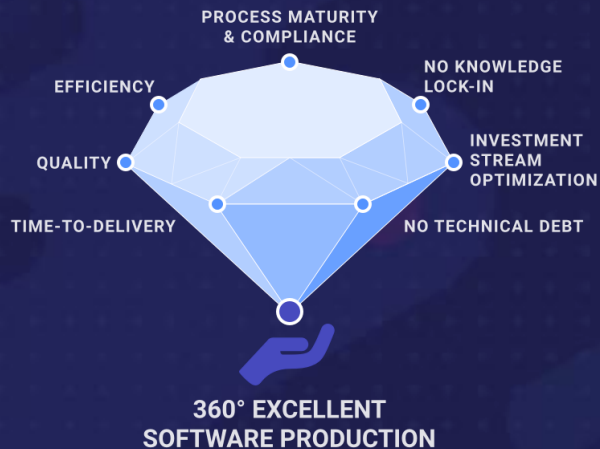 PROCESS MATURITY
& COMPLIANCE
EFFICIENCY
NO KNOWLEDGE
LOCK-IN
QUALITY
INVESTMENT
STREAM
OPTIMIZATION
TIME-TO-DELIVERY
NO TECHNICAL DEBT
360° EXCELLENT
SOFTWARE PRODUCTION